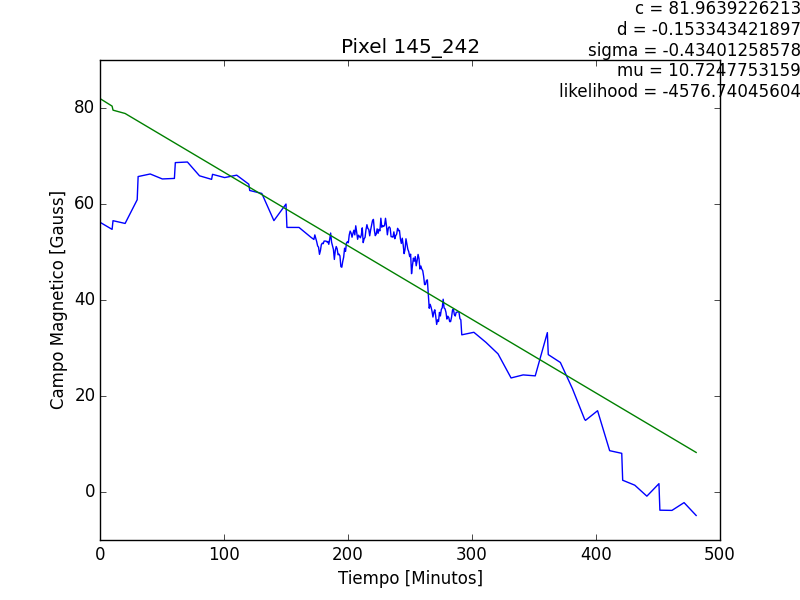 c = 81.9639226213
d = -0.153343421897
sigma = -0.43401258578
mu = 10.7247753159
likelihood = -4576.74045604
Pixel 145_242
Campo Magnetico [Gauss]
80
60
40
20
0
0 100 200 300 400 500
Tiempo [Minutos]